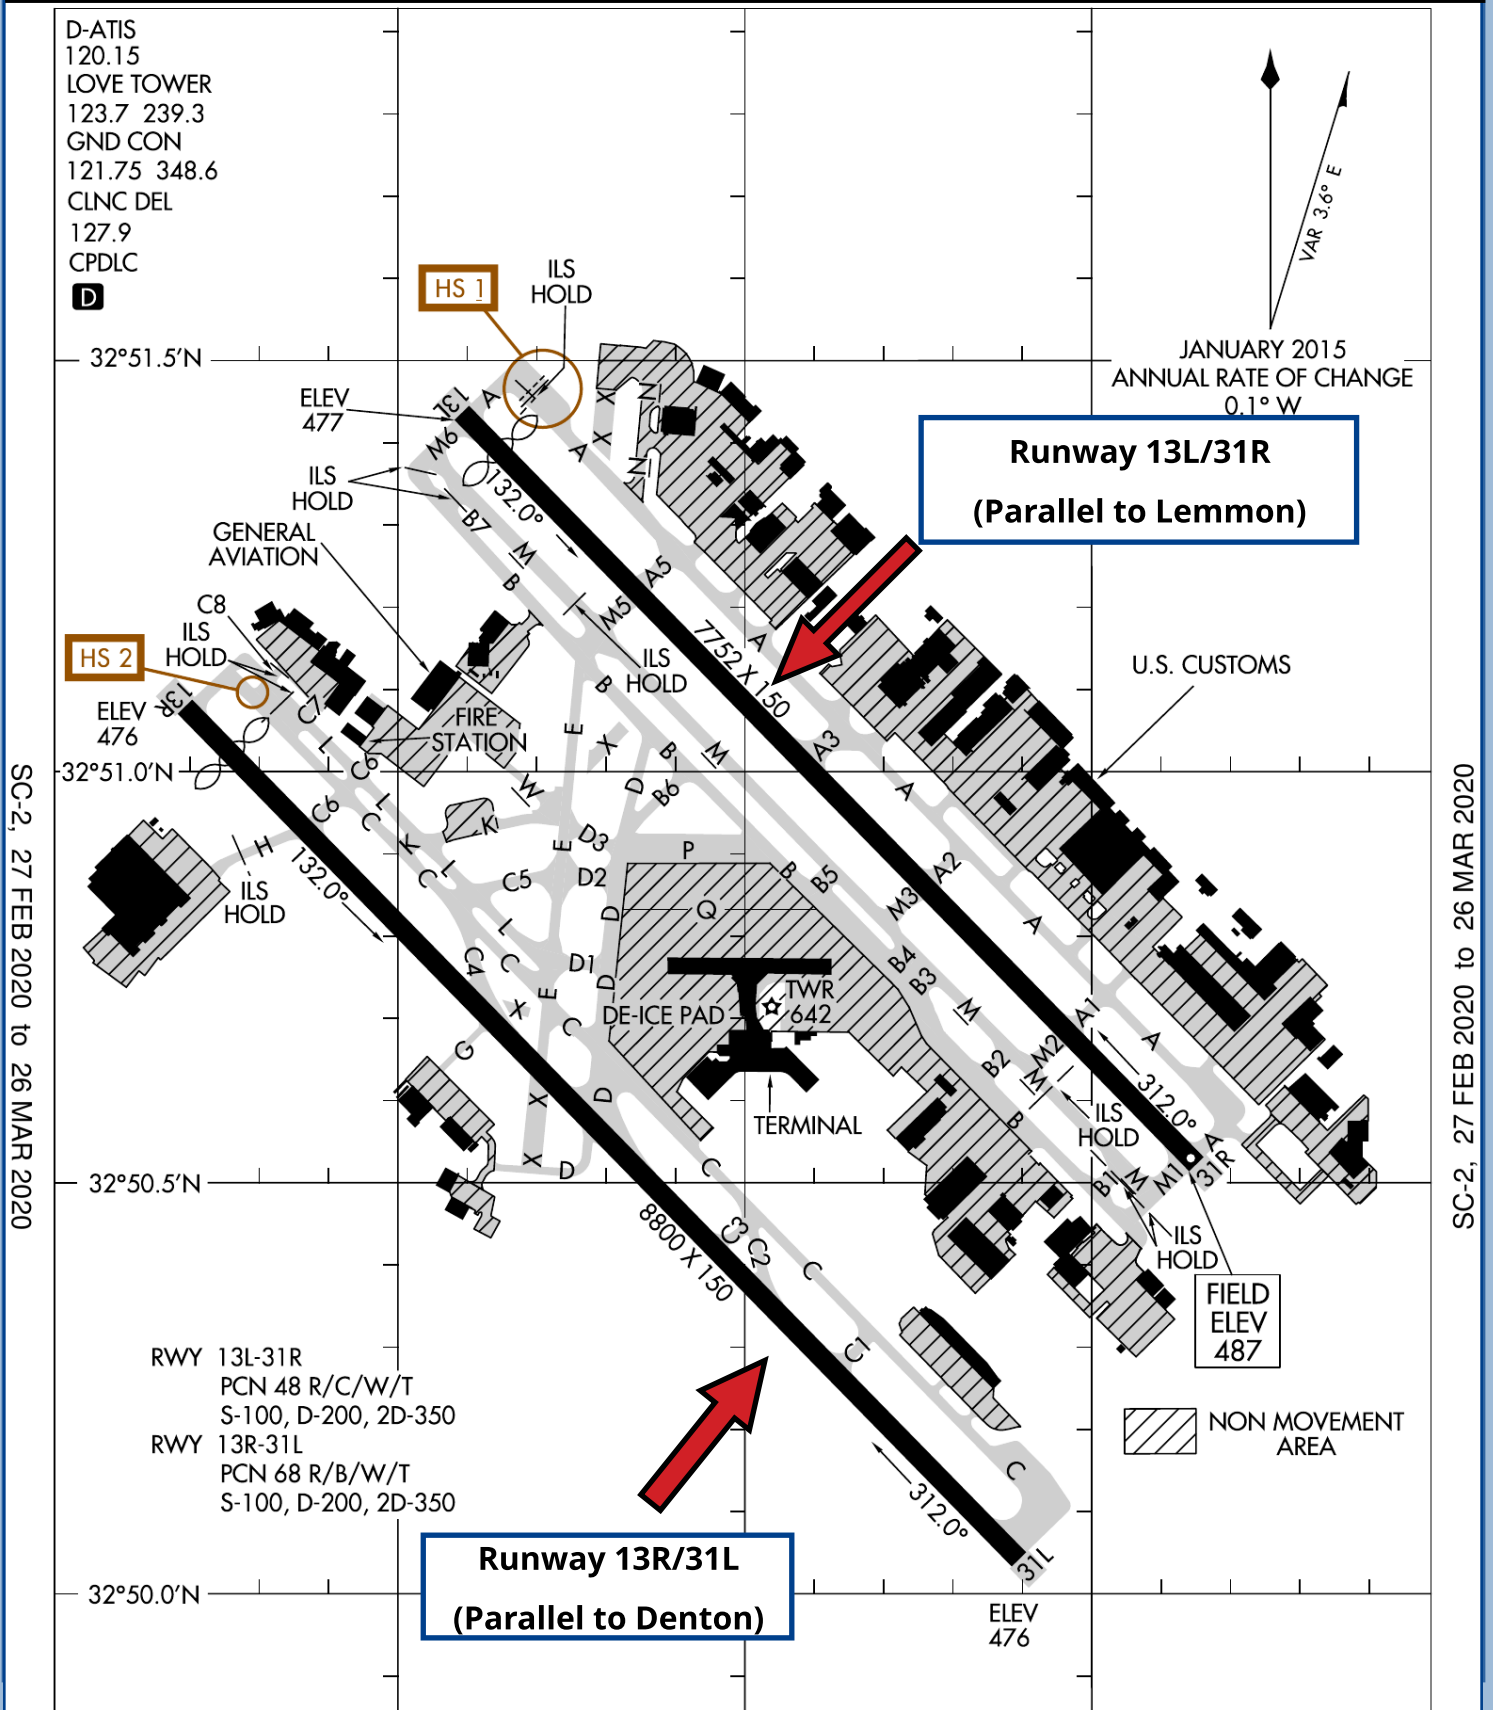 D-ATIS
120.15
LOVE TOWER
123.7 239.3
GND CON
121.75 348.6
CLNC DEL
127.9
CPDLC
D
HS 1
ILS
HOLD
VAR 3.6° E
JANUARY 2015
ANNUAL RATE OF CHANGE
0.1° W
32°51.5'N
ELEV
477
13L
A
X
N
M6
A
X
N
Runway 13L/31R
(Parallel to Lemmon)
ILS
HOLD
132.0°
B7
M
B
GENERAL
AVIATION
A5
M5
C8
ILS
HOLD
HS 2
A
7752 X 150
ILS
HOLD
U.S. CUSTOMS
13R
ELEV
476
C7
B
FIRE
STATION
E
X
B
M
A3
L
C6
32°51.0'N
W
D
B6
A
C6
L
C
K
K
H
132.0°
E
D3
P
L
C
C5
D2
B
B5
A2
M3
ILS
HOLD
D
Q
A
L
C
C4
D1
D
E
X
B4
B3
M
TWR
642
DE-ICE PAD
C
G
A1
A
M2
B2
M
X
D
TERMINAL
B
ILS
HOLD
312.0°
A
31R
M1
M
B1
X
D
C
32°50.5'N
ILS
HOLD
8800 X 150
C3
C2
C
FIELD
ELEV
487
C1
RWY 13L-31R
PCN 48 R/C/W/T
S-100, D-200, 2D-350
RWY 13R-31L
PCN 68 R/B/W/T
S-100, D-200, 2D-350
NON MOVEMENT
AREA
C
312.0°
31L
Runway 13R/31L
(Parallel to Denton)
32°50.0'N
ELEV
476
SC-2, 27 FEB 2020 to 26 MAR 2020
SC-2, 27 FEB 2020 to 26 MAR 2020